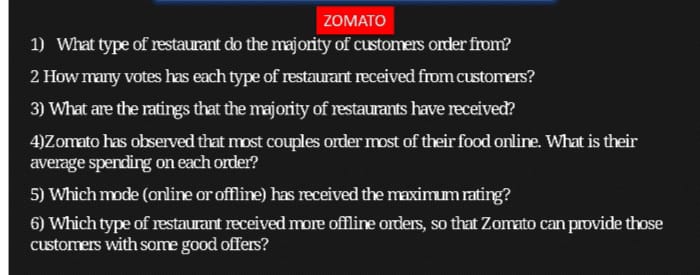 ZOMATO
1) What type of restaurant do the majority of customers order from?
2 How many votes has each type of restaurant received from customers?
3) What are the ratings that the majority of restaurants have received?
4)Zomato has observed that most couples order most of their food online. What is their
average spending on each order?
5) Which mode (online or offline) has received the maximum rating?
6) Which type of restaurant received more offline orders, so that Zomato can provide those
customers with some good offers?